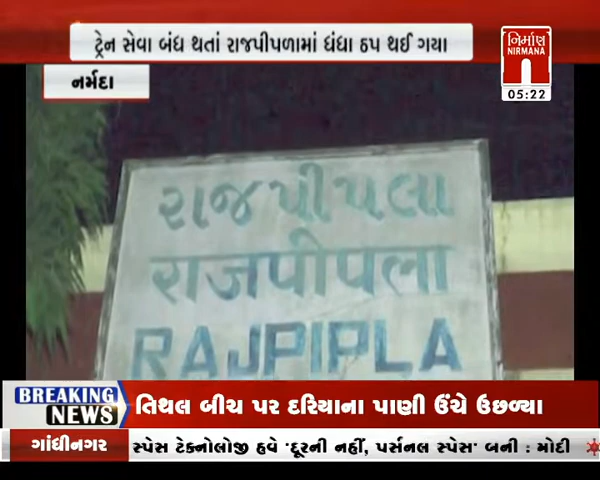 ટ્રેન સેવા બંધ થતાં રાજપીપળામાં ધંધા ઠપ થઈ ગયા
નિર્માણ
NIRMANA
05:22
નર્મદા
રાજપીપલા
राजपीपला
RAJPIPLA
BREAKING NEWS
તિથલ બીચ પર દરિયાના પાણી ઉંચે ઉછળ્યા
ગાંધીનગર
સ્પેસ ટેક્નોલોજી હવે 'દૂરની નહીં, પર્સનલ સ્પેસ' બની : મોદી